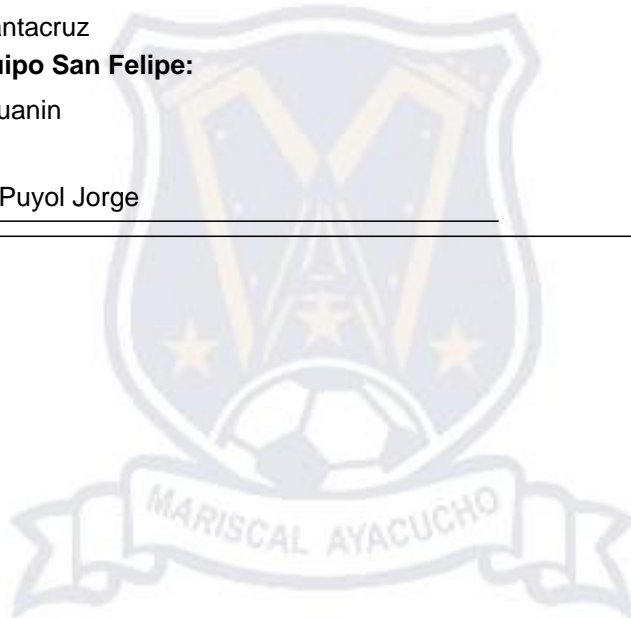 antacruz
uipo San Felipe:
uanin
Puyol Jorge
MARISCAL AYACUCHO